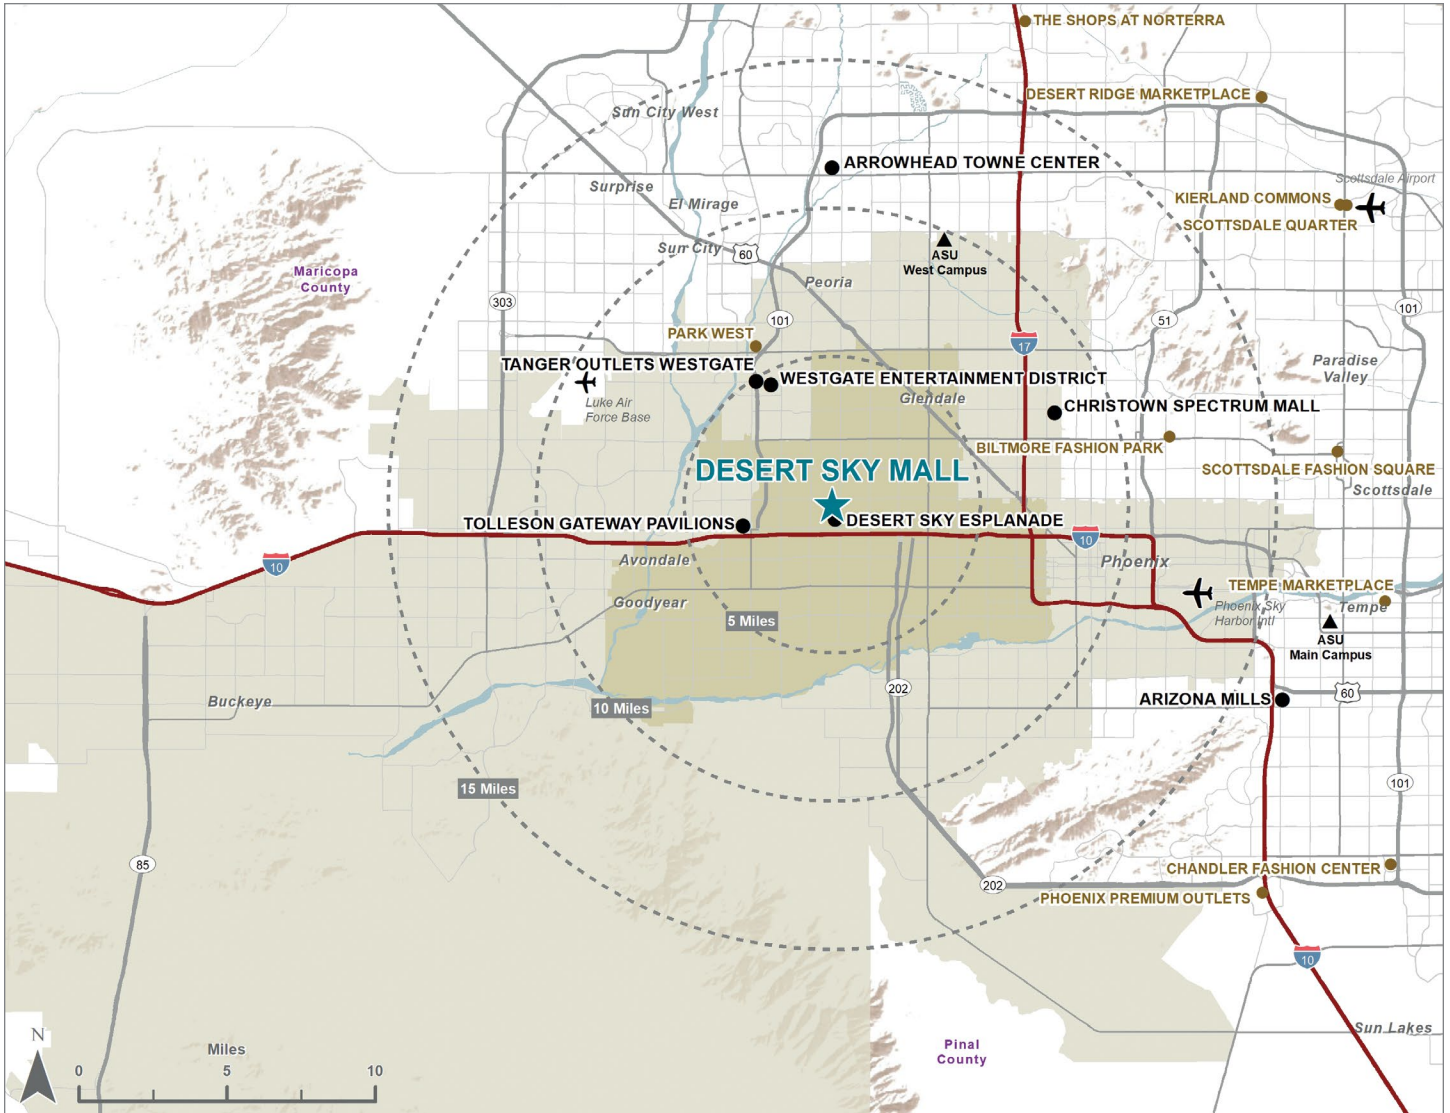 THE SHOPS AT NORTERRA
DESERT RIDGE MARKETPLACE
Sun City West
ARROWHEAD TOWNE CENTER
Scottsdale Airport
Surprise
El Mirage
KIERLAND COMMONS
SCOTTSDALE QUARTER
Sun City
60
ASU
West Campus
Maricopa
County
Peoria
303
101
51
101
PARK WEST
17
TANGER OUTLETS WESTGATE
WESTGATE ENTERTAINMENT DISTRICT
Paradise
Valley
Luke Air
Force Base
Glendale
CHRISTOWN SPECTRUM MALL
BILTMORE FASHION PARK
DESERT SKY MALL
SCOTTSDALE FASHION SQUARE
Scottsdale
TOLLESON GATEWAY PAVILIONS
DESERT SKY ESPLANADE
10
10
Avondale
Phoenix
TEMPE MARKETPLACE
Goodyear
Phoenix Sky
Harbor Intl
Tempe
5 Miles
ASU
Main Campus
202
60
Buckeye
10 Miles
ARIZONA MILLS
15 Miles
101
85
202
CHANDLER FASHION CENTER
PHOENIX PREMIUM OUTLETS
10
Sun Lakes
N
Miles
0
5
10
Pinal
County